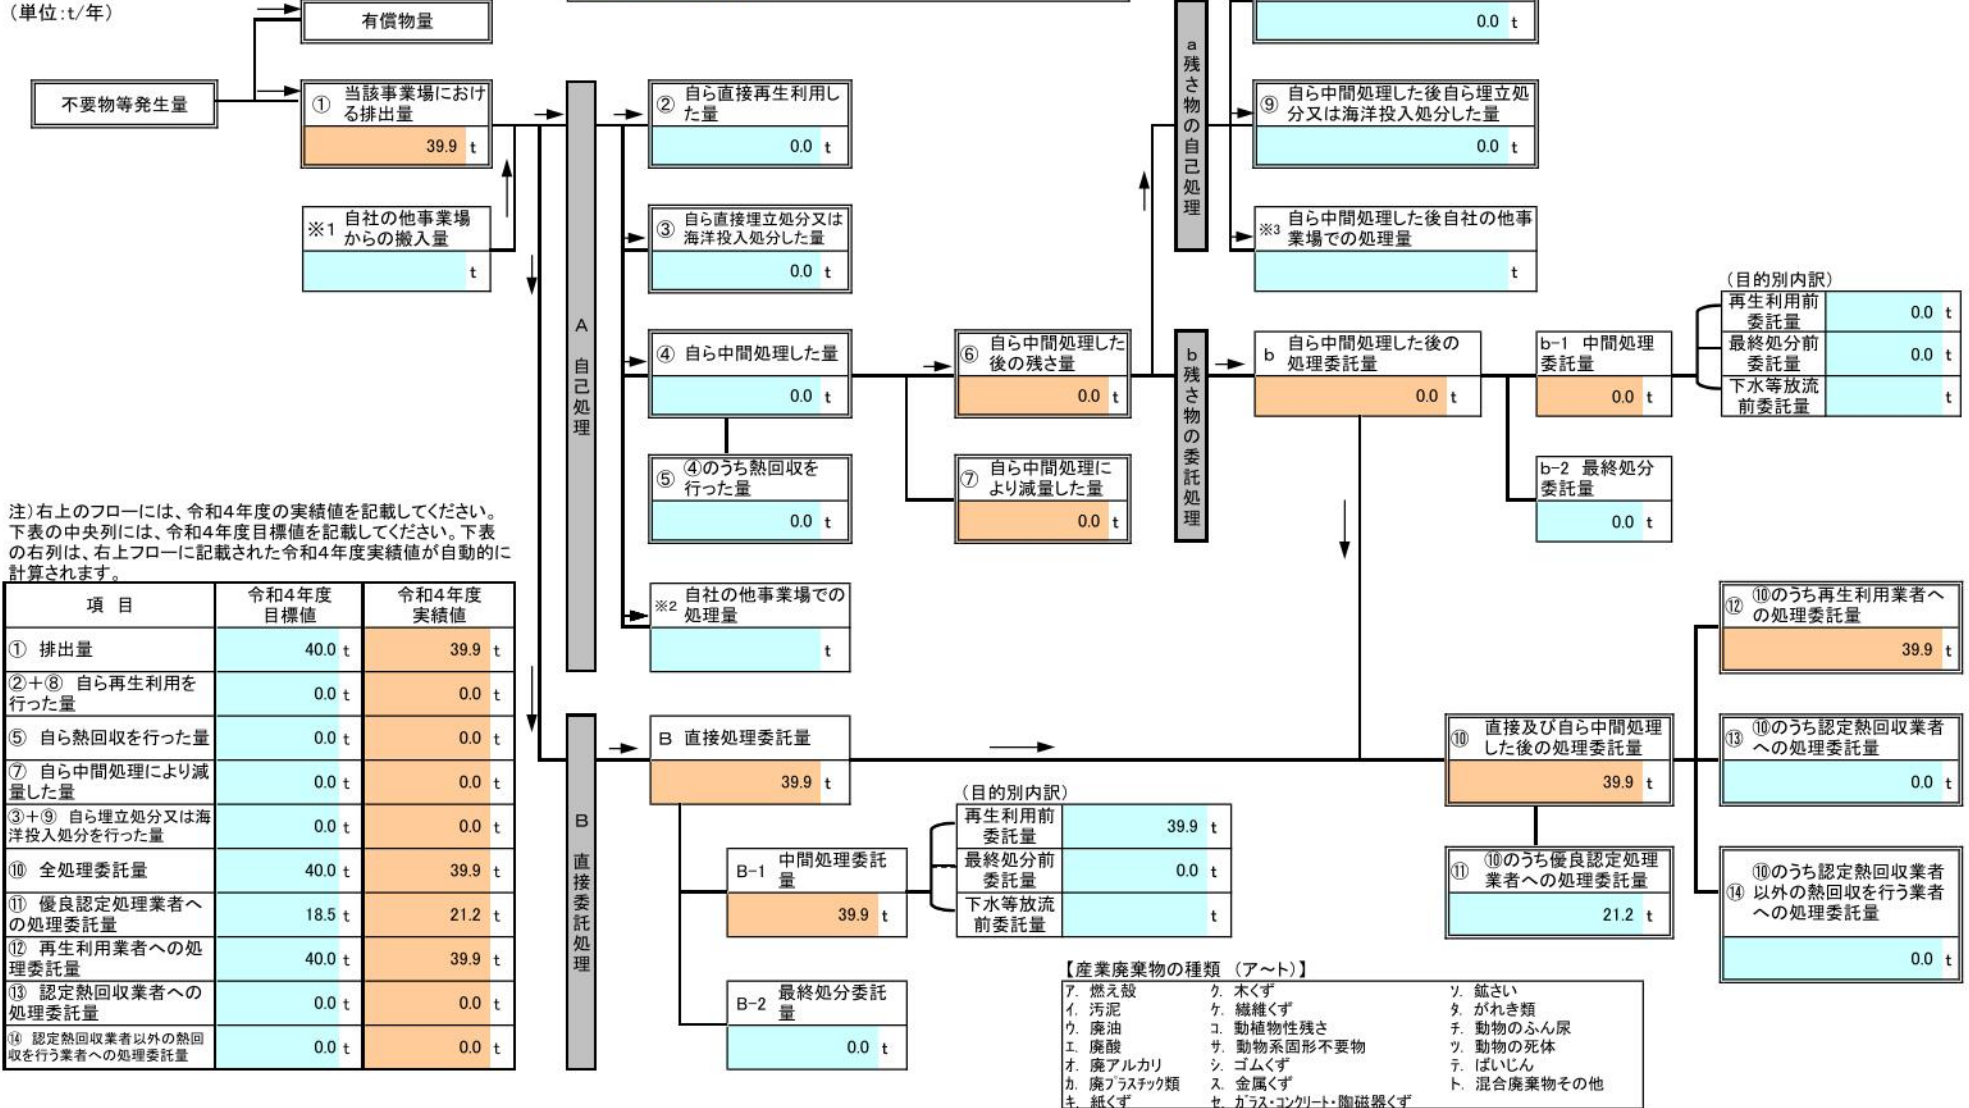 (単位:t/年)
有償物量
不要物等発生量
① 当該事業場におけ
る排出量
39.9 t
※1 自社の他事業場
からの搬入量
t
A 自己処理
② 自ら直接再生利用し
た量
0.0 t
③ 自ら直接埋立処分又は
海洋投入処分した量
0.0 t
④ 自ら中間処理した量
0.0 t
⑤ ④のうち熱回収を
行った量
0.0 t
※2 自社の他事業場での
処理量
t
⑥ 自ら中間処理した
後の残さ量
0.0 t
⑦ 自ら中間処理に
より減量した量
0.0 t
a 残さ物の自己処理
0.0 t
⑨ 自ら中間処理した後自ら埋立処
分又は海洋投入処分した量
0.0 t
※3 自ら中間処理した後自社の他事
業場での処理量
t
b 残さ物の委託処理
b 自ら中間処理した後の
処理委託量
0.0 t
b-1 中間処理
委託量
0.0 t
b-2 最終処分
委託量
0.0 t
(目的別内訳)
再生利用前
委託量
0.0 t
最終処分前
委託量
0.0 t
下水等放流
前委託量
t
注)右上のフローには、令和4年度の実績値を記載してください。
下表の中央列には、令和4年度目標値を記載してください。下表
の右列は、右上フローに記載された令和4年度実績値が自動的に
計算されます。
項 目
令和4年度
目標値
令和4年度
実績値
① 排出量 40.0 t 39.9 t
②+⑧ 自ら再生利用を
行った量 0.0 t 0.0 t
⑤ 自ら熱回収を行った量 0.0 t 0.0 t
⑦ 自ら中間処理により減
量した量 0.0 t 0.0 t
③+⑨ 自ら埋立処分又は海
洋投入処分を行った量 0.0 t 0.0 t
⑩ 全処理委託量 40.0 t 39.9 t
⑪ 優良認定処理業者へ
の処理委託量 18.5 t 21.2 t
⑫ 再生利用業者への処
理委託量 40.0 t 39.9 t
⑬ 認定熱回収業者への
処理委託量 0.0 t 0.0 t
⑭ 認定熱回収業者以外の熱回
収を行う業者への処理委託量 0.0 t 0.0 t
B 直接委託処理
B 直接処理委託量
39.9 t
B-1 中間処理委託
量
39.9 t
B-2 最終処分委託
量
0.0 t
(目的別内訳)
再生利用前
委託量
39.9 t
最終処分前
委託量
0.0 t
下水等放流
前委託量
t
⑩ 直接及び自ら中間処理
した後の処理委託量
39.9 t
⑪ ⑩のうち優良認定処理
業者への処理委託量
21.2 t
⑫ ⑩のうち再生利用業者へ
の処理委託量
39.9 t
⑬ ⑩のうち認定熱回収業者
への処理委託量
0.0 t
⑭ ⑩のうち認定熱回収業者
以外の熱回収を行う業者
への処理委託量
0.0 t
【産業廃棄物の種類 (ア~ト)】
ア. 燃え殻 ク. 木くず ソ. 鉱さい
イ. 汚泥 ケ. 繊維くず タ. がれき類
ウ. 廃油 コ. 動植物性残さ チ. 動物のふん尿
エ. 廃酸 サ. 動物系固形不要物 ツ. 動物の死体
オ. 廃アルカリ シ. ゴムくず テ. ばいじん
カ. 廃プラスチック類 ス. 金属くず ト. 混合廃棄物その他
キ. 紙くず セ. ガラス・コンクリート・陶磁器くず